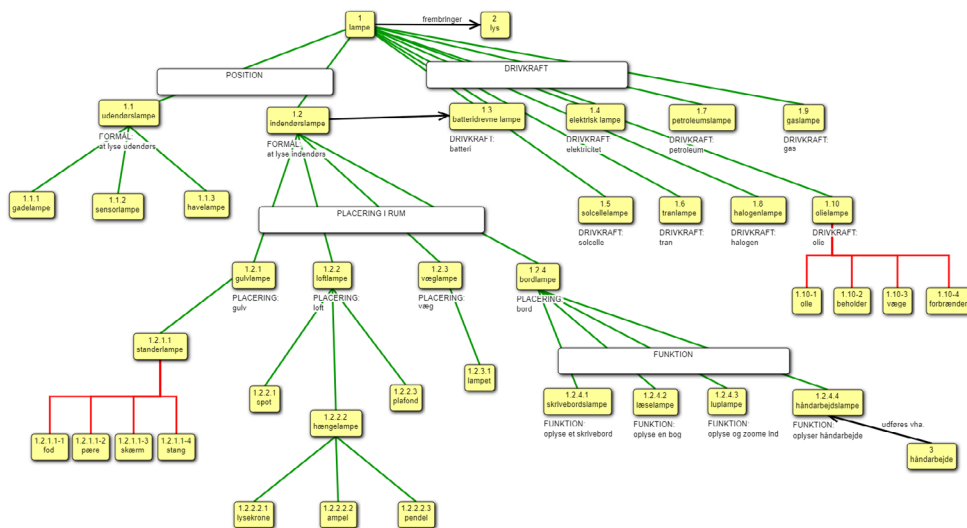 1
lampe
frembringer
2
lys
POSITION
DRIVKRAFT
1.1
udendørslampe
FORMÅL:
at lyse udendørs
1.2
indendørslampe
FORMÅL:
at lyse indendørs
1.3
batteridrevne lampe
DRIVKRAFT:
batteri
1.4
elektrisk lampe
DRIVKRAFT:
elektricitet
1.7
petroleumslampe
DRIVKRAFT:
petroleum
1.9
gaslampe
DRIVKRAFT:
gas
1.1.1
gadelampe
1.1.2
sensorlampe
1.1.3
havelampe
1.5
solcellelampe
DRIVKRAFT:
solcelle
1.6
tranlampe
DRIVKRAFT:
tran
1.8
halogenlampe
DRIVKRAFT:
halogen
1.10
olielampe
DRIVKRAFT:
olie
PLACERING I RUM
1.2.1
gulvlampe
PLACERING:
gulv
1.2.2
loftlampe
PLACERING:
loft
1.2.3
væglampe
PLACERING:
væg
1.2.4
bordlampe
PLACERING:
bord
1.10-1
olie
1.10-2
beholder
1.10-3
væge
1.10-4
forbrænder
1.2.1.1
standerlampe
FUNKTION
1.2.3.1
lampet
1.2.2.1
spot
1.2.2.3
plafond
1.2.4.1
skrivebordslampe
FUNKTION:
oplyse et skrivebord
1.2.4.2
læselampe
FUNKTION:
oplyse en bog
1.2.4.3
luplampe
FUNKTION:
oplyse og zoome ind
1.2.4.4
håndarbejdslampe
FUNKTION:
oplyser håndarbejde
udføres vha.
3
håndarbejde
1.2.2.2
hængelampe
1.2.1.1-1
fod
1.2.1.1-2
pære
1.2.1.1-3
skærm
1.2.1.1-4
stang
1.2.2.2.1
lysekrone
1.2.2.2.2
ampel
1.2.2.2.3
pendel